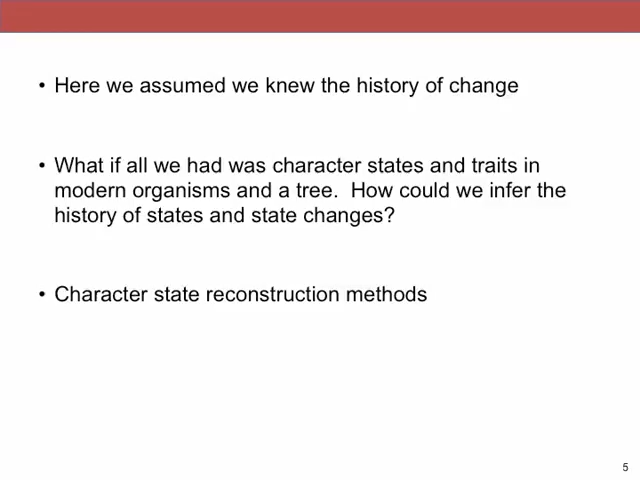 • Here we assumed we knew the history of change
• What if all we had was character states and traits in
modern organisms and a tree.  How could we infer the
history of states and state changes?
• Character state reconstruction methods
5